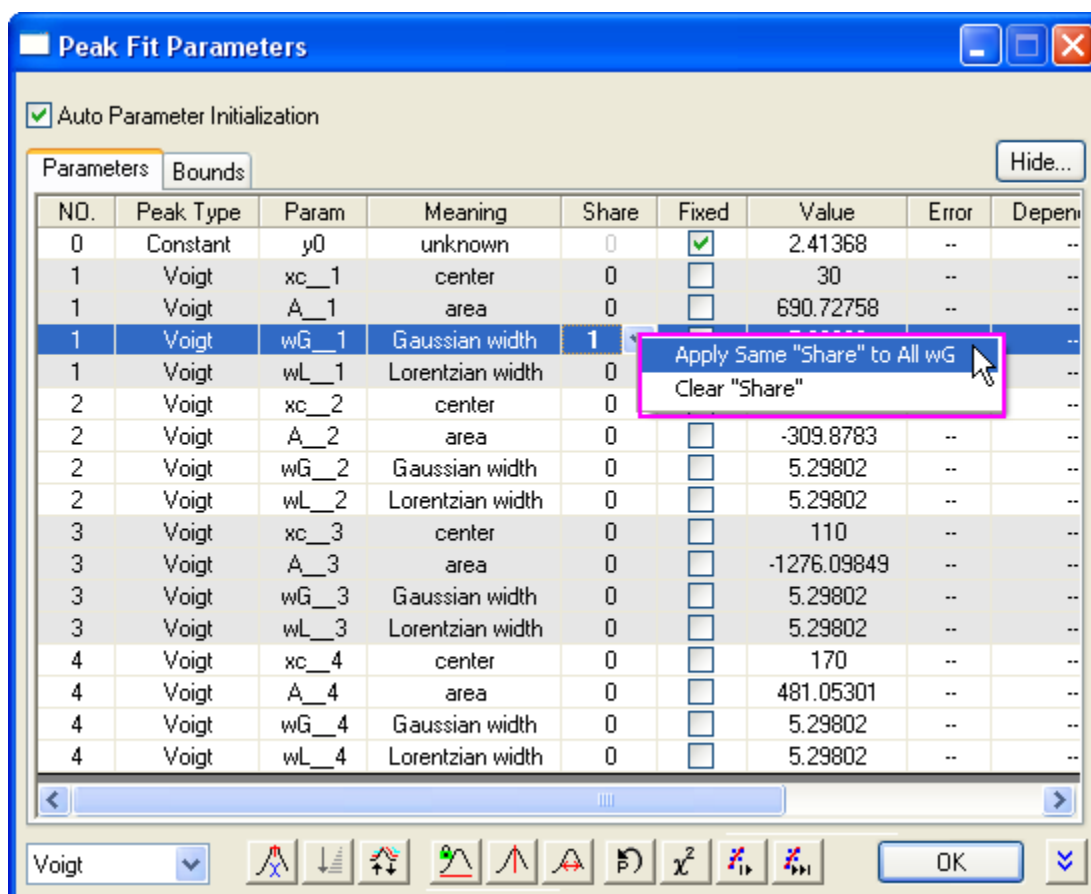 Peak Fit Parameters
Auto Parameter Initialization
Parameters Bounds Hide...
NO. Peak Type Param Meaning Share Fixed Value Error
0 Constant y0 unknown 0 2.41368 --
1 Voigt xc__1 center 0 30 --
1 Voigt A__1 area 0 690.72758 --
1 Voigt wG__1 Gaussian width 1 --
Apply Same "Share" to All wG
1 Voigt wL__1 Lorentzian width 0 --
Clear "Share"
2 Voigt xc__2 center 0 --
2 Voigt A__2 area 0 -309.8783 -- --
2 Voigt wG__2 Gaussian width 0 5.29802 -- --
2 Voigt wL__2 Lorentzian width 0 5.29802 -- --
3 Voigt xc__3 center 0 110 -- --
3 Voigt A__3 area 0 -1276.09849 -- --
3 Voigt wG__3 Gaussian width 0 5.29802 -- --
3 Voigt wL__3 Lorentzian width 0 5.29802 -- --
4 Voigt xc__4 center 0 170 -- --
4 Voigt A__4 area 0 481.05301 -- --
4 Voigt wG__4 Gaussian width 0 5.29802 -- --
4 Voigt wL__4 Lorentzian width 0 5.29802 -- --
Voigt χ² OK